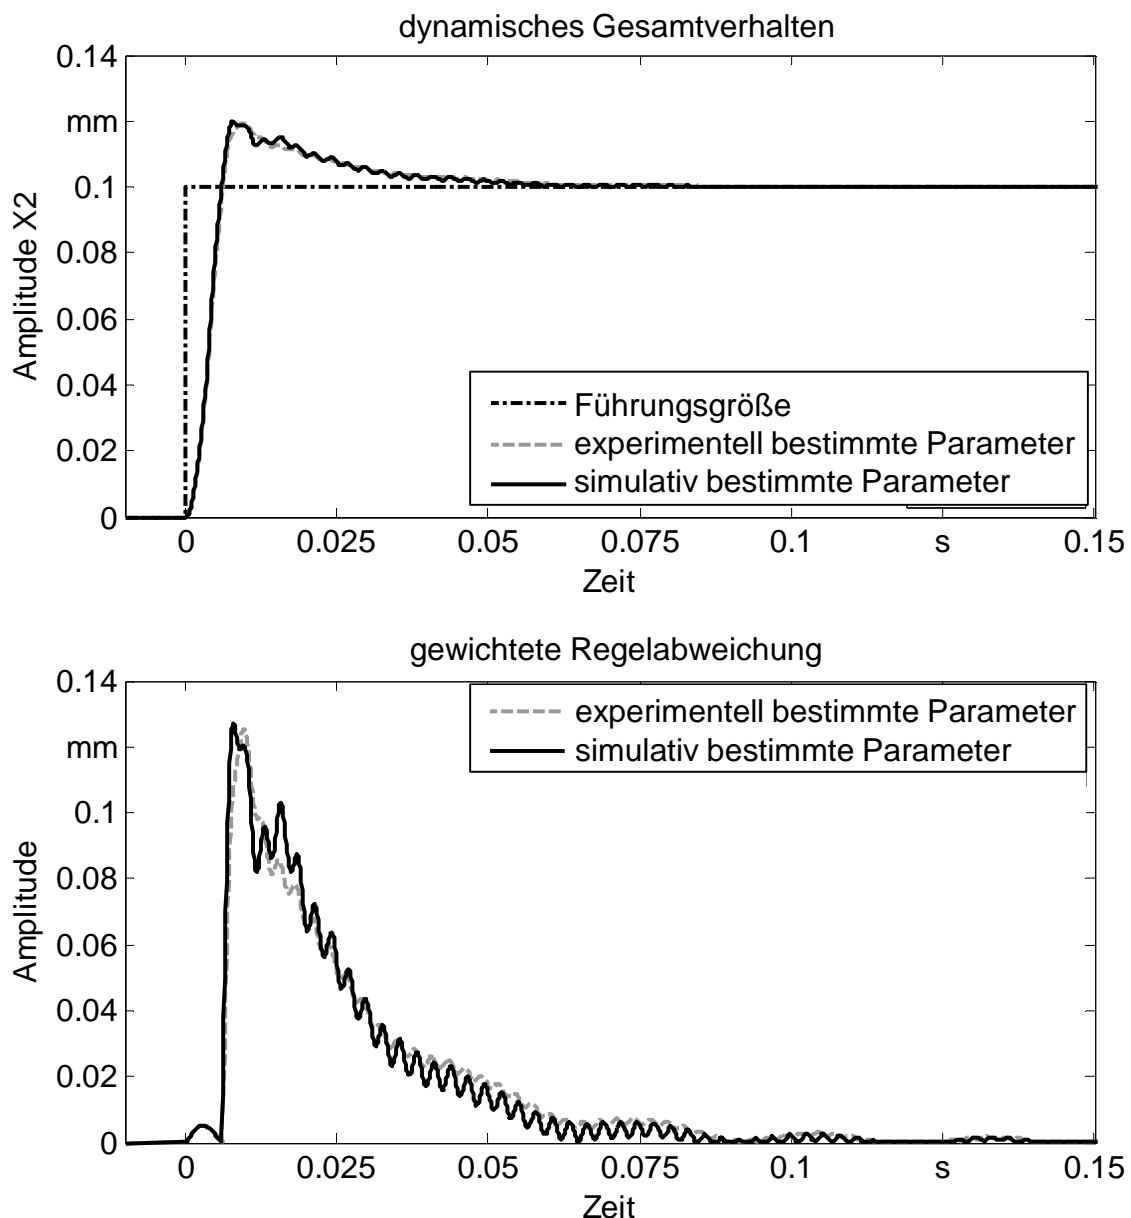 dynamisches Gesamtverhalten
0.14
mm
0.1
0.08
0.06
0.04
0.02
0
Amplitude X2
Führungsgröße
experimentell bestimmte Parameter
simulativ bestimmte Parameter
0 0.025 0.05 0.075 0.1 s 0.15
Zeit
gewichtete Regelabweichung
0.14
mm
0.1
0.08
0.06
0.04
0.02
0
Amplitude
experimentell bestimmte Parameter
simulativ bestimmte Parameter
0 0.025 0.05 0.075 0.1 s 0.15
Zeit